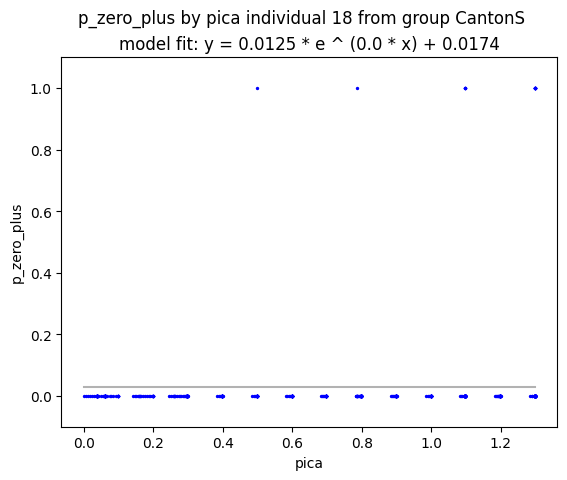 p_zero_plus by pica individual 18 from group CantonS
model fit: y = 0.0125 * e ^ (0.0 * x) + 0.0174
1.0
0.8
0.6
0.4
0.2
0.0
p_zero_plus
0.0 0.2 0.4 0.6 0.8 1.0 1.2
pica